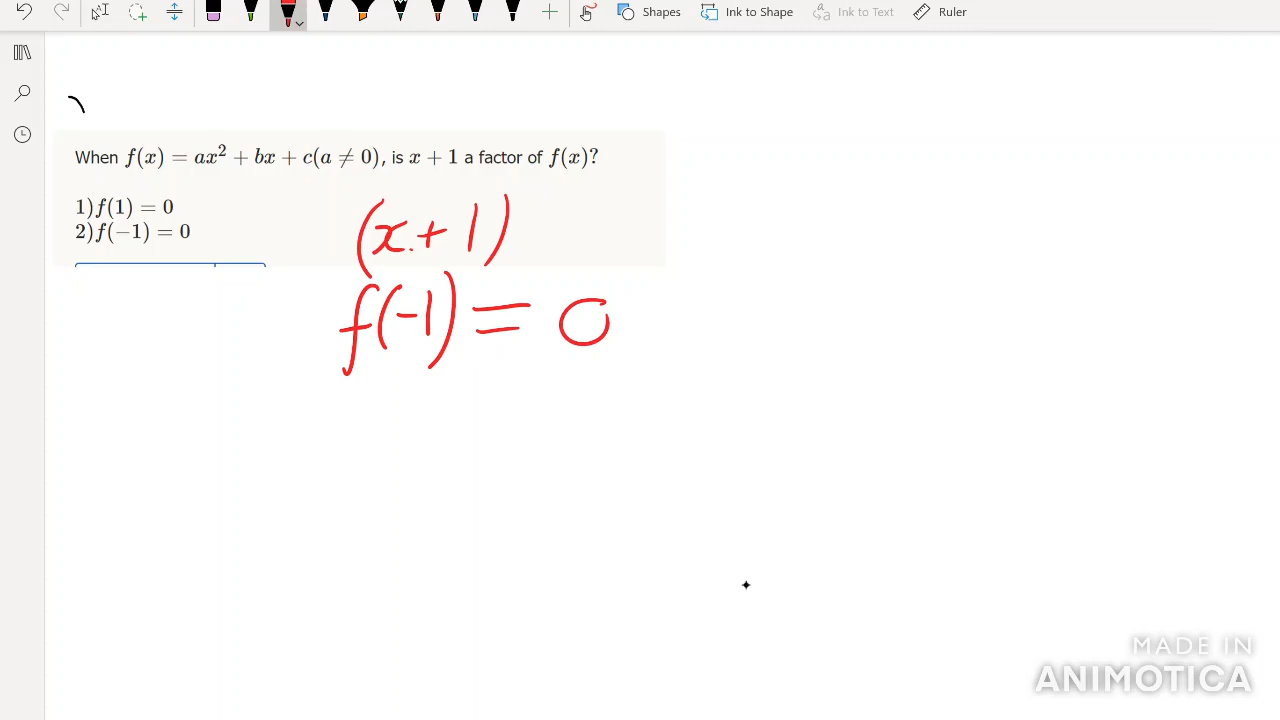 Shapes Ink to Shape Ink to Text Ruler
When f(x) = ax² + bx + c(a ≠ 0), is x + 1 a factor of f(x)?
1)f(1) = 0
2)f(−1) = 0
(x + 1)
f(-1) = 0
MADE IN
ANIMOTICA